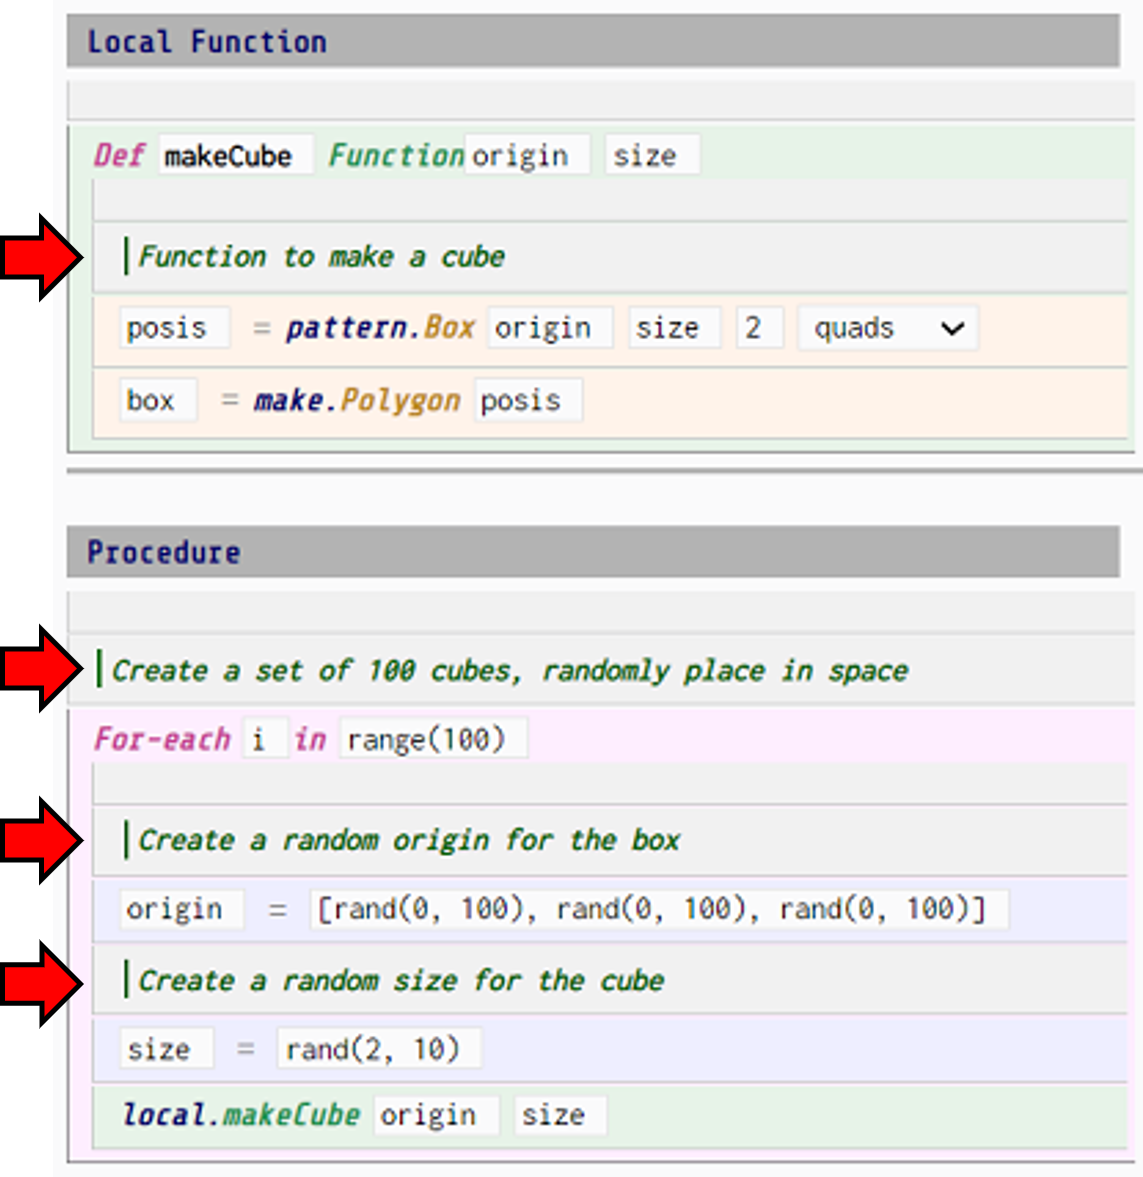 Local Function
Def makeCube Function origin size
Function to make a cube
posis = pattern.Box origin size 2 quads
box = make.Polygon posis
Procedure
Create a set of 100 cubes, randomly place in space
For-each i in range(100)
Create a random origin for the box
origin = [rand(0, 100), rand(0, 100), rand(0, 100)]
Create a random size for the cube
size = rand(2, 10)
local.makeCube origin size